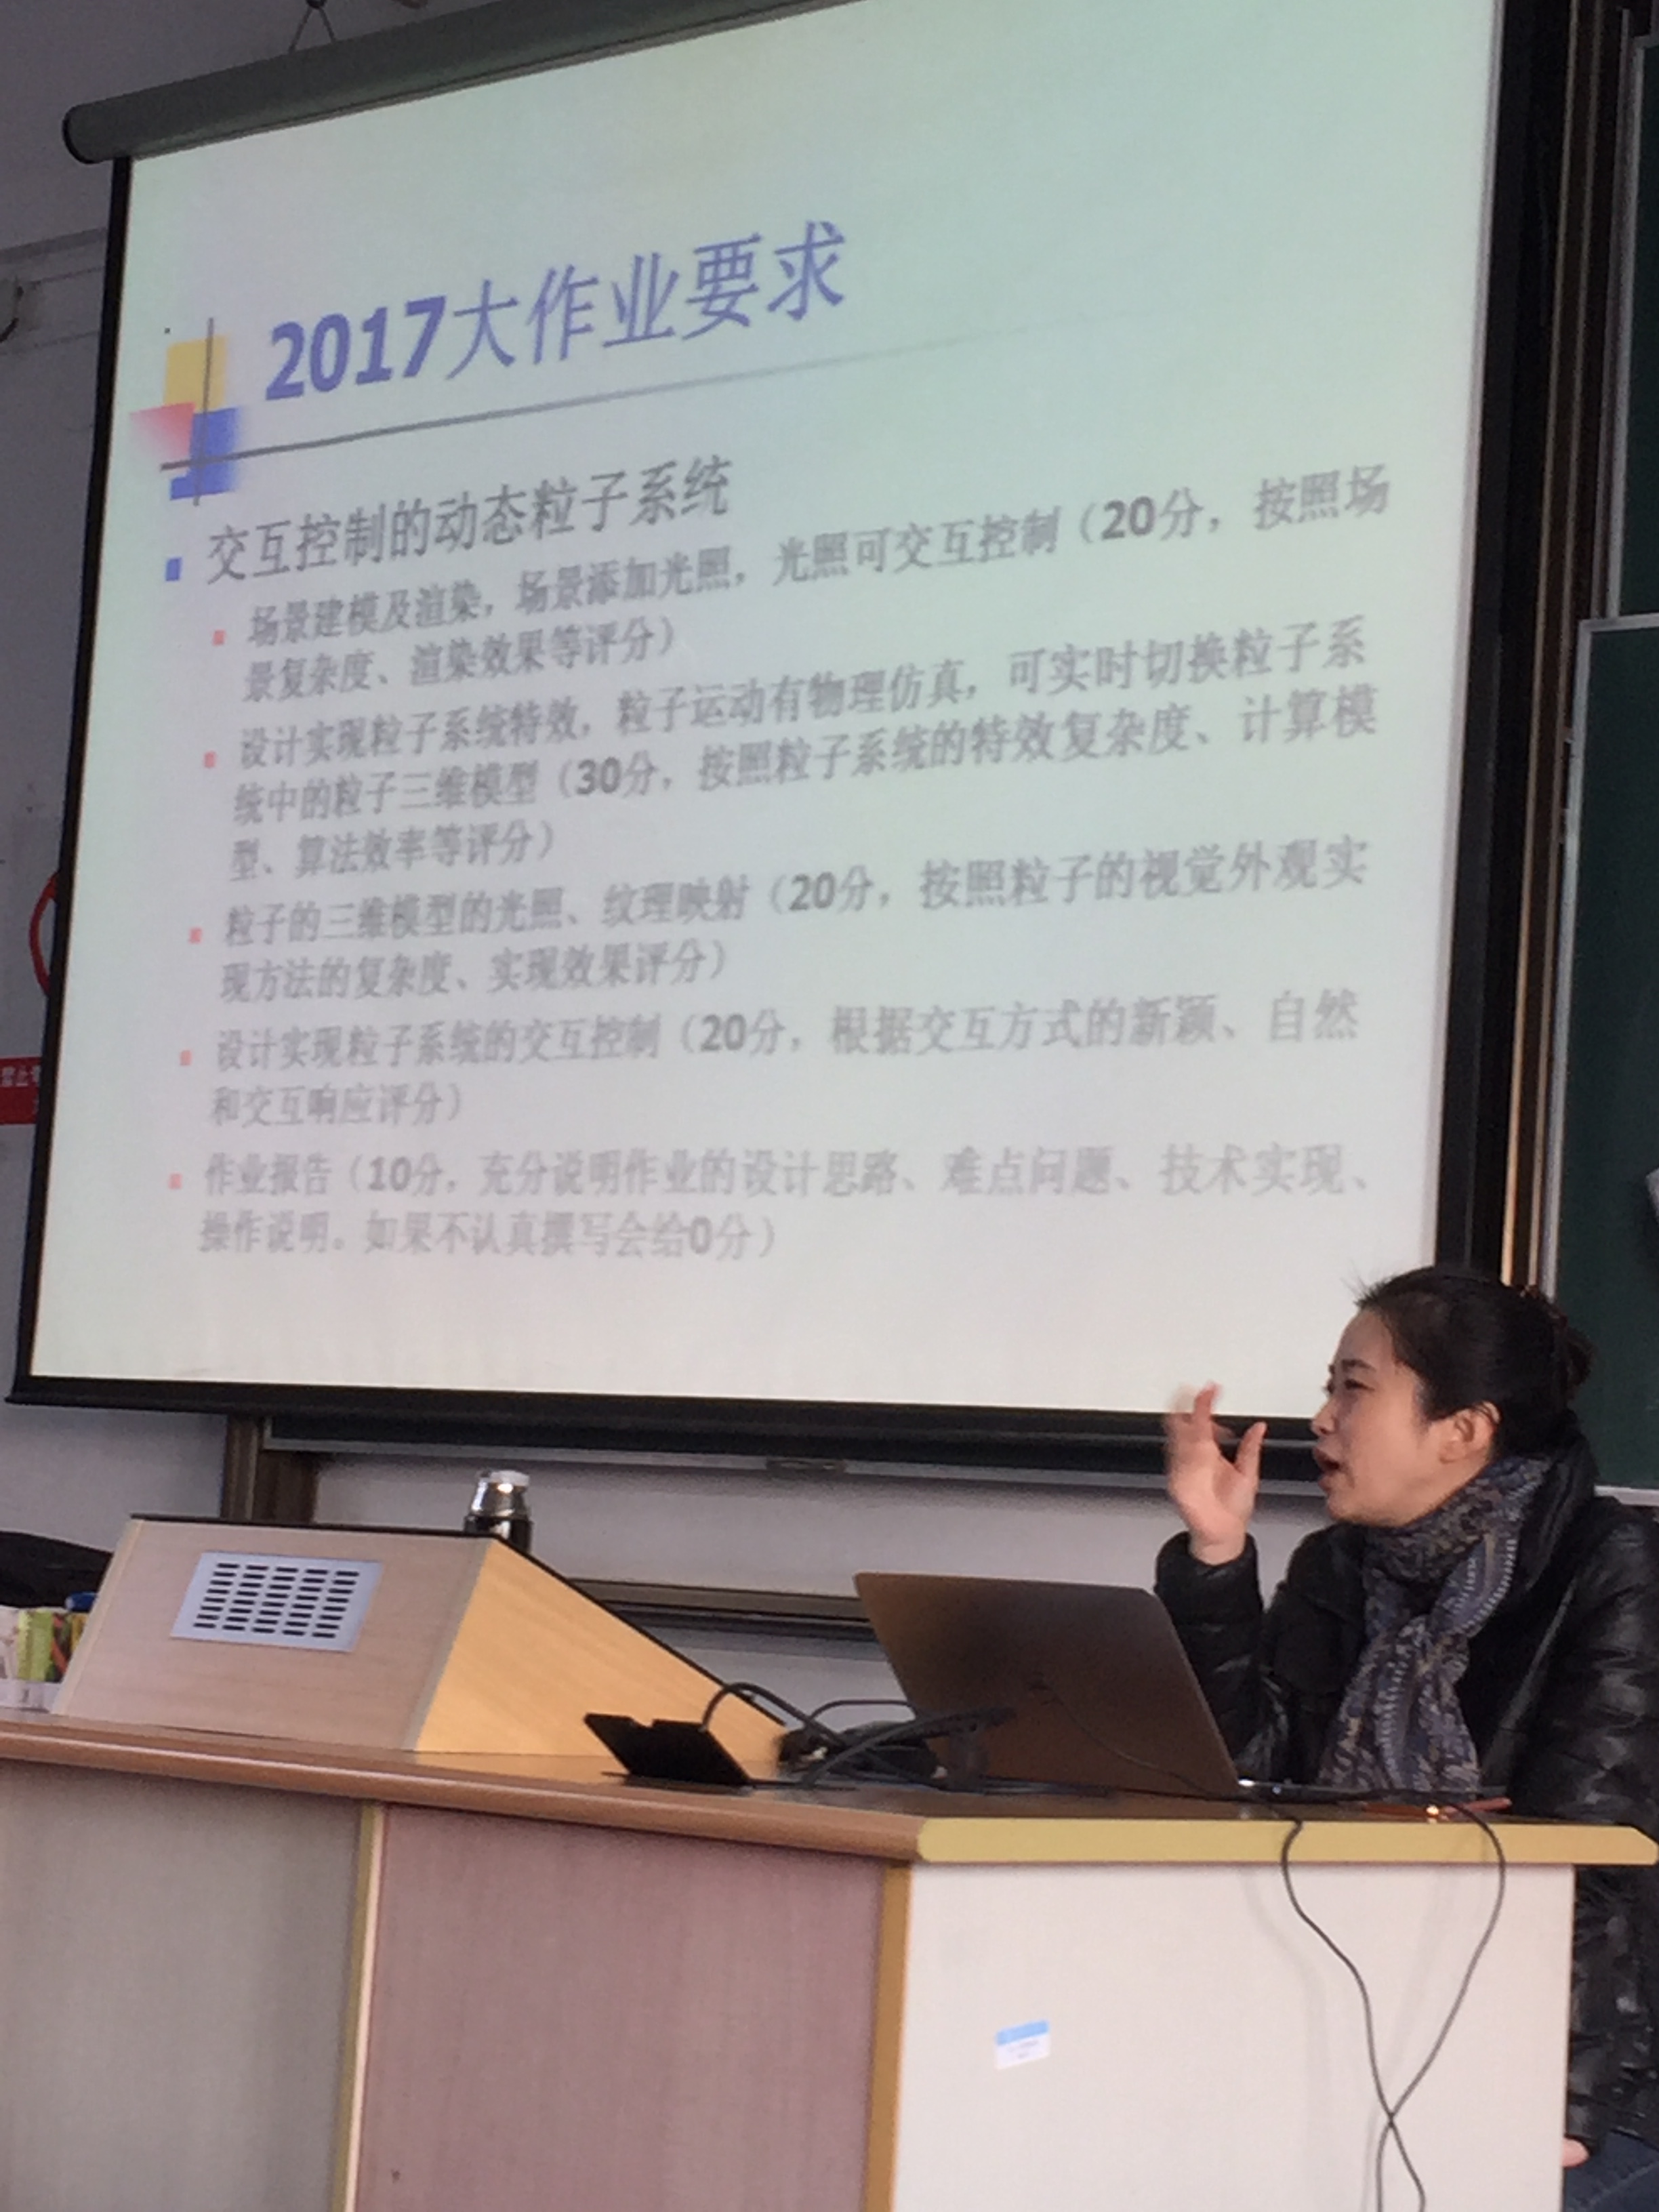 2017大作业要求
交互控制的动态粒子系统
场景建模及渲染，场景添加光照，光照可交互控制（20分，按照场
景复杂度、渲染效果等评分）
设计实现粒子系统特效，粒子运动有物理仿真，可实时切换粒子系
统中的粒子三维模型（30分，按照粒子系统的特效复杂度、计算模
型、算法效率等评分）
粒子的三维模型的光照、纹理映射（20分，按照粒子的视觉外观实
现方法的复杂度、实现效果评分）
设计实现粒子系统的交互控制（20分，根据交互方式的新颖、自然
和交互响应评分）
作业报告（10分，充分说明作业的设计思路、难点问题、技术实现、
操作说明。如果不认真撰写会给0分）
禁止